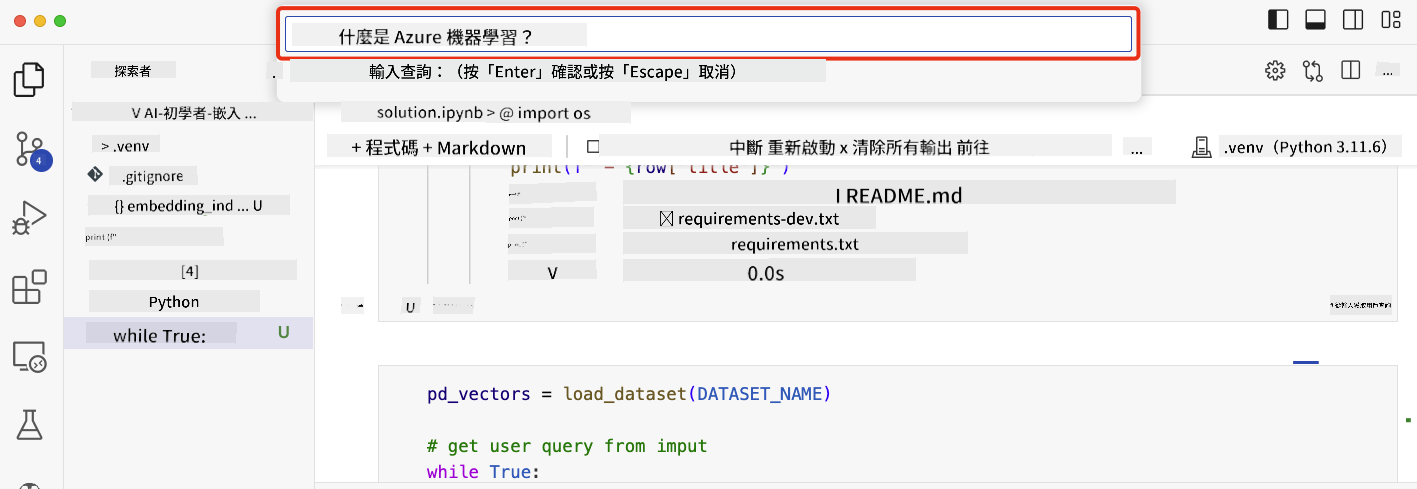 什麼是 Azure 機器學習？
輸入查詢：（按「Enter」確認或按「Escape」取消）
探索者
...
V AI-初學者-嵌入 ...
> .venv
.gitignore
{} embedding_ind ... U
print (f"
[4]
Python
while True: U
4
solution.ipynb > @ import os
+ 程式碼 + Markdown
中斷 重新啟動 x 清除所有輸出 前往
...
.venv（Python 3.11.6）
print(f" - {row["title"]}")
I README.md
requirements-dev.txt
requirements.txt
V 0.0s
U
pd_vectors = load_dataset(DATASET_NAME)
# get user query from imput
while True: